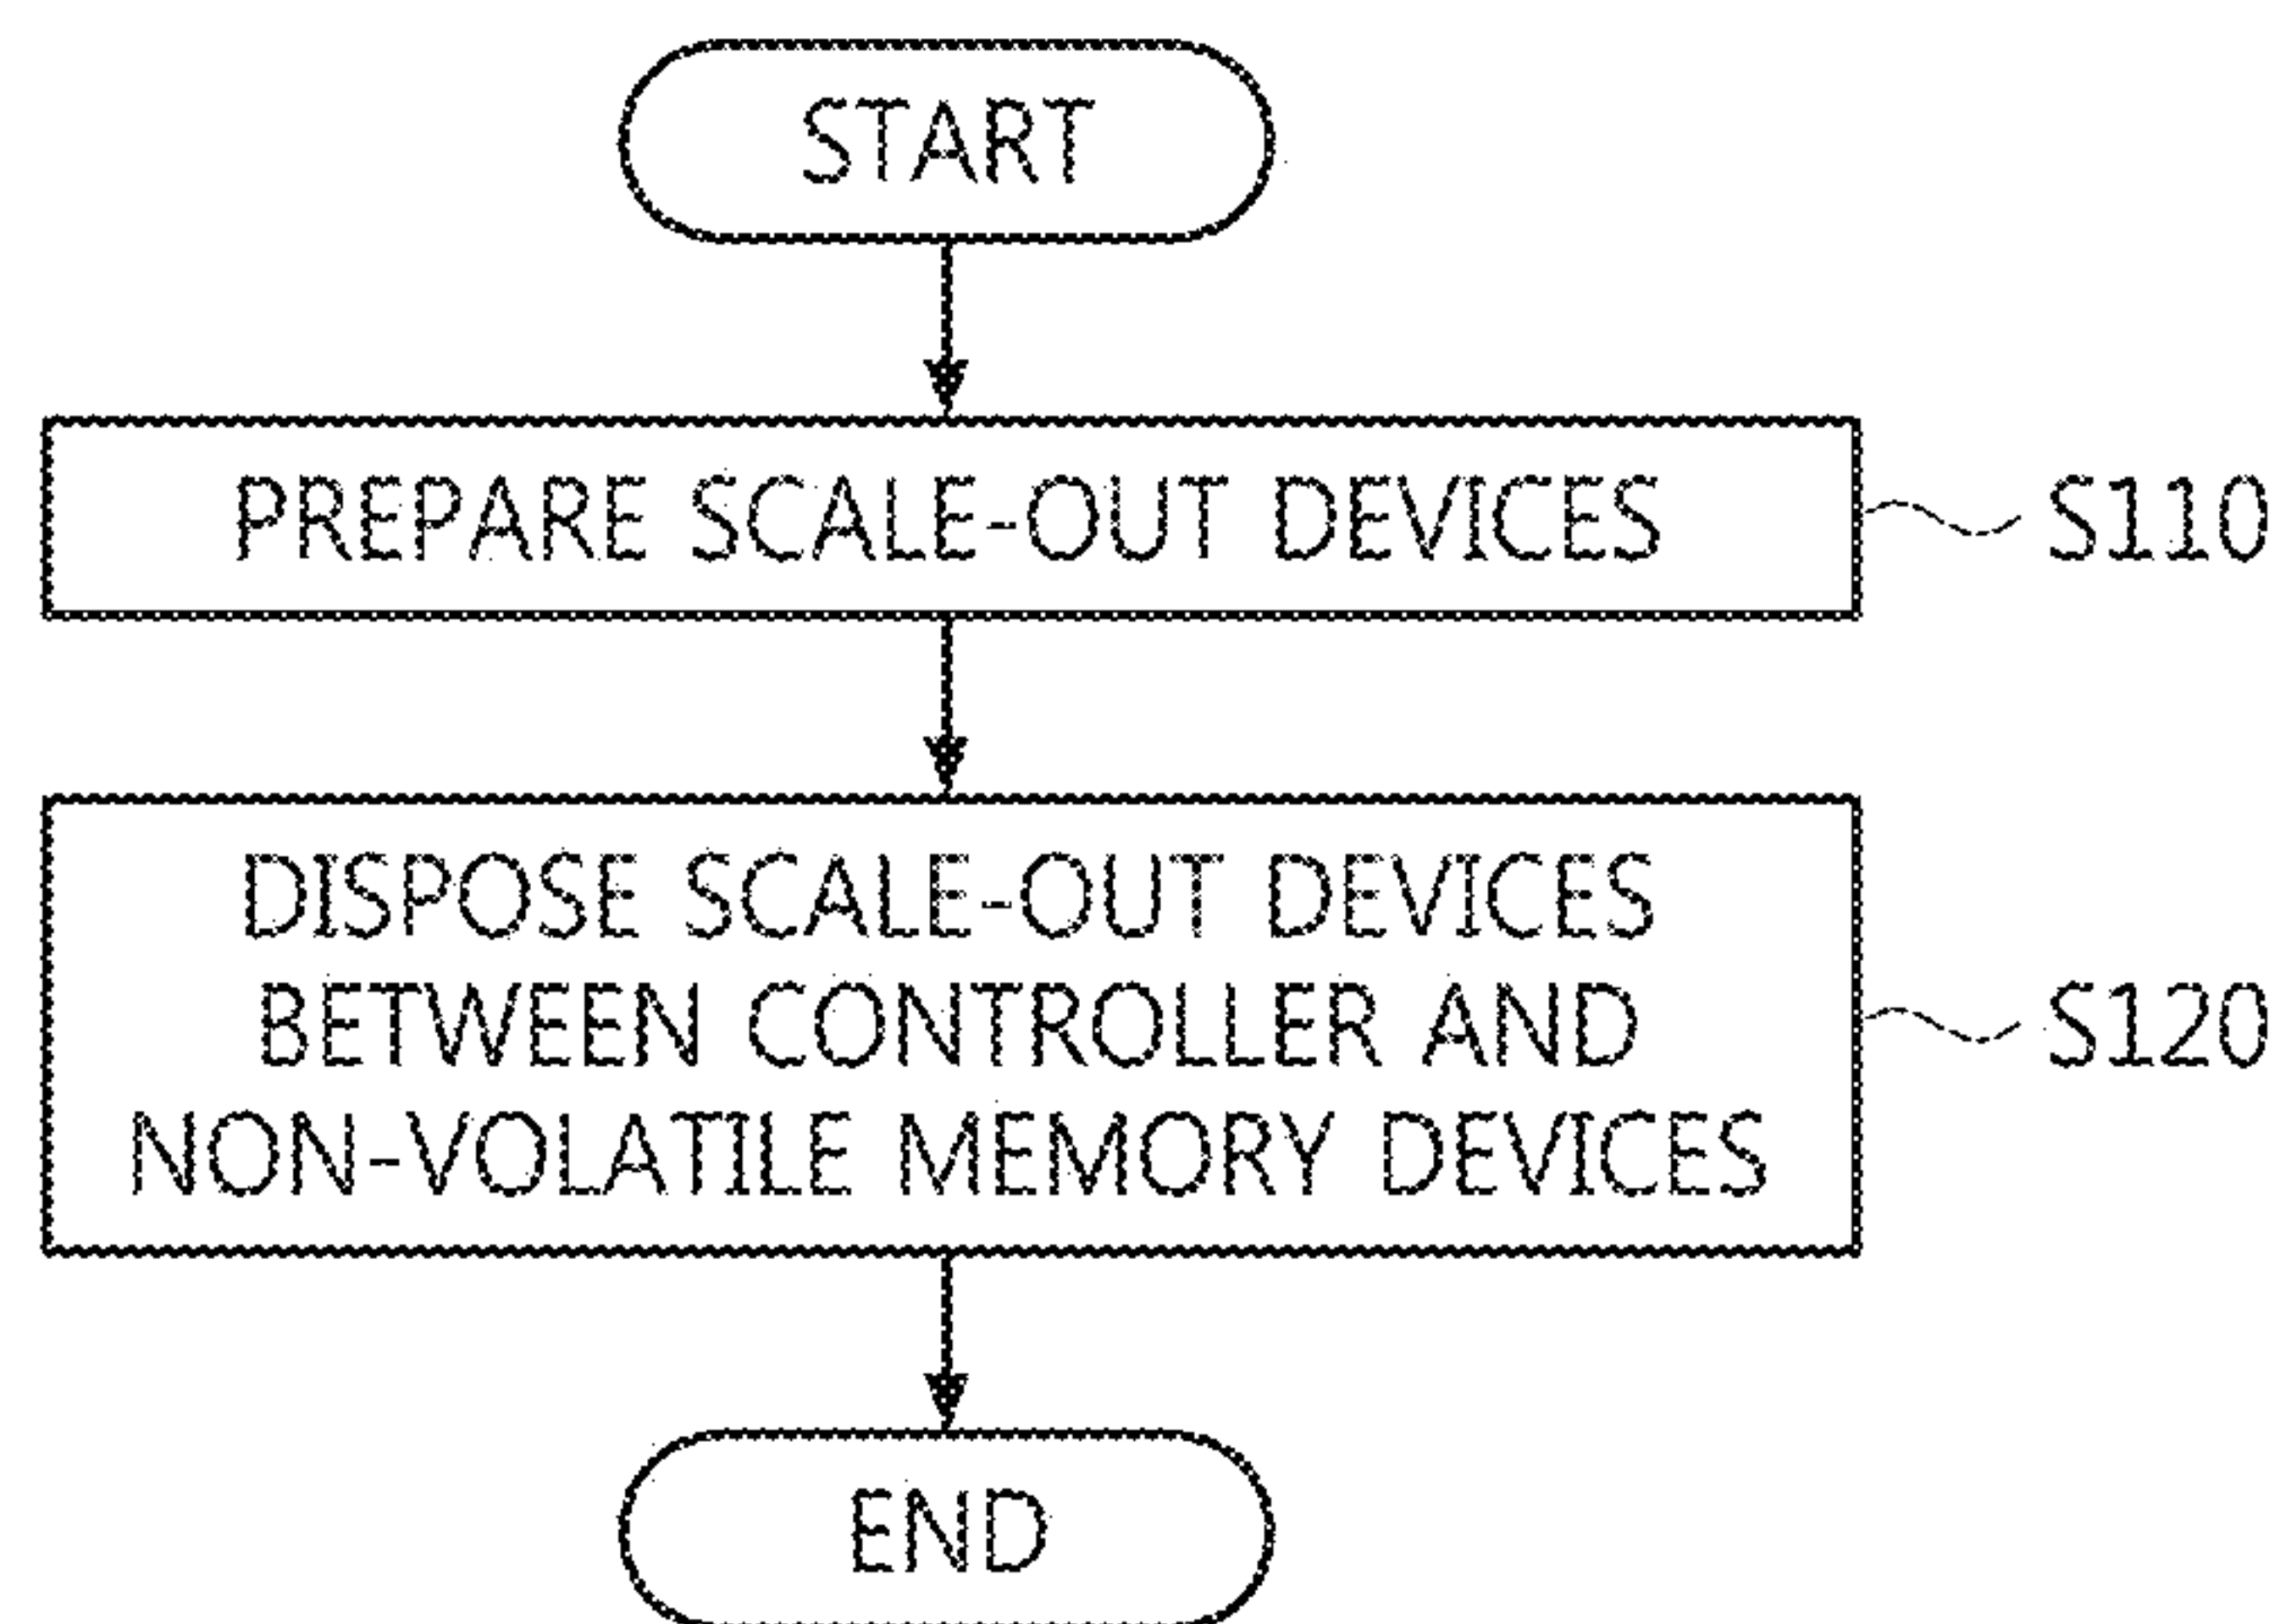 START
PREPARE SCALE-OUT DEVICES
S110
DISPOSE SCALE-OUT DEVICES
BETWEEN CONTROLLER AND
S120
NON-VOLATILE MEMORY DEVICES
END